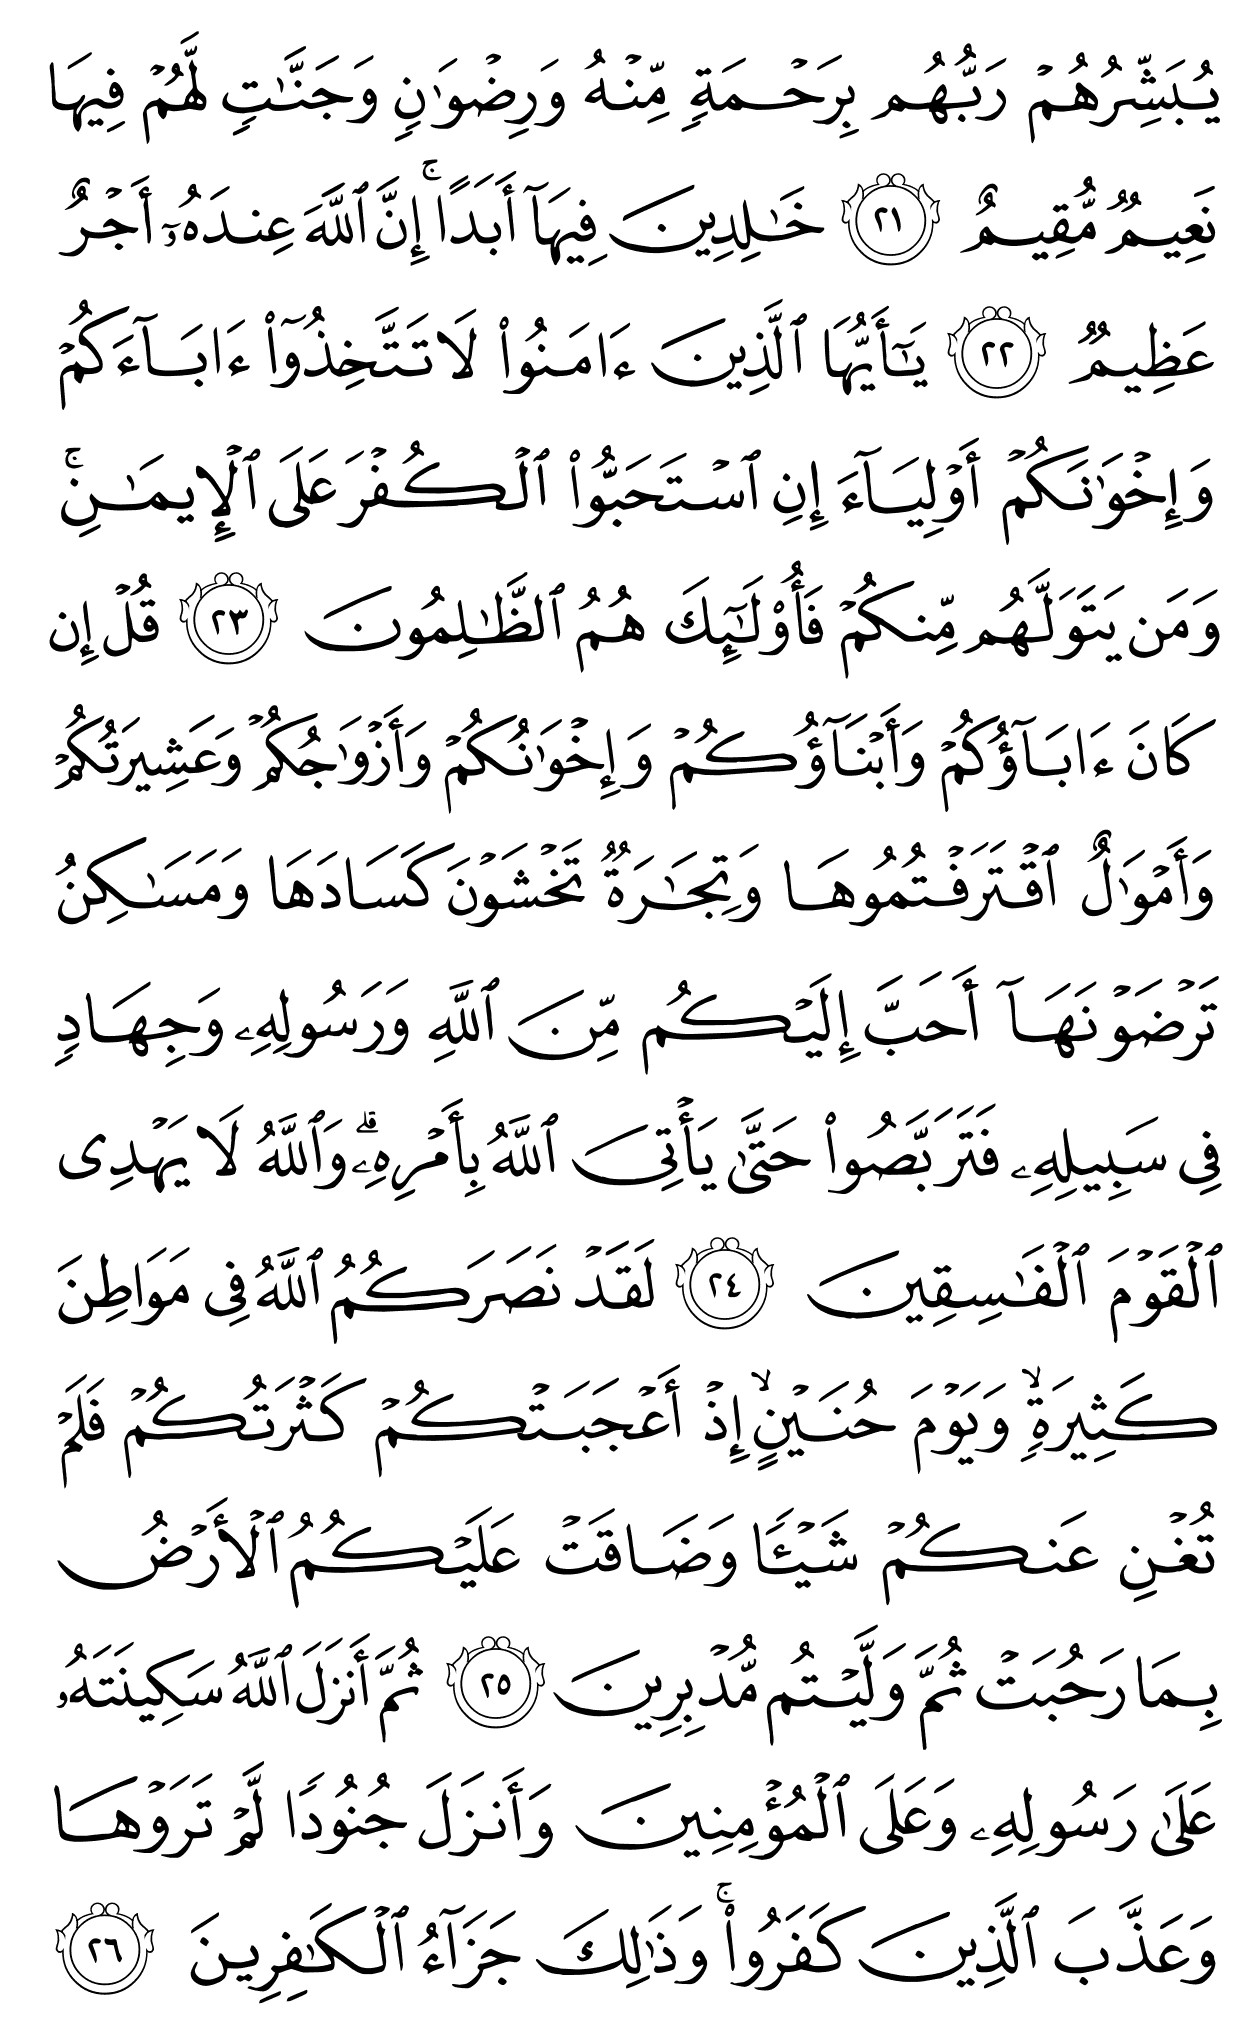 يُبَشِّرُهُمۡ رَبُّهُم بِرَحۡمَةٖ مِّنۡهُ وَرِضۡوَٰنٖ وَجَنَّٰتٖ لَّهُمۡ فِيهَا
نَعِيمٞ مُّقِيمٌ ٢١ خَٰلِدِينَ فِيهَآ أَبَدًاۚ إِنَّ ٱللَّهَ عِندَهُۥٓ أَجۡرٌ
عَظِيمٞ ٢٢ يَٰٓأَيُّهَا ٱلَّذِينَ ءَامَنُواْ لَا تَتَّخِذُوٓاْ ءَابَآءَكُمۡ
وَإِخۡوَٰنَكُمۡ أَوۡلِيَآءَ إِنِ ٱسۡتَحَبُّواْ ٱلۡكُفۡرَ عَلَى ٱلۡإِيمَٰنِۚ
وَمَن يَتَوَلَّهُم مِّنكُمۡ فَأُوْلَٰٓئِكَ هُمُ ٱلظَّٰلِمُونَ ٢٣ قُلۡ إِن
كَانَ ءَابَآؤُكُمۡ وَأَبۡنَآؤُكُمۡ وَإِخۡوَٰنُكُمۡ وَأَزۡوَٰجُكُمۡ وَعَشِيرَتُكُمۡ
وَأَمۡوَٰلٌ ٱقۡتَرَفۡتُمُوهَا وَتِجَٰرَةٞ تَخۡشَوۡنَ كَسَادَهَا وَمَسَٰكِنُ
تَرۡضَوۡنَهَآ أَحَبَّ إِلَيۡكُم مِّنَ ٱللَّهِ وَرَسُولِهِۦ وَجِهَادٖ
فِي سَبِيلِهِۦ فَتَرَبَّصُواْ حَتَّىٰ يَأۡتِيَ ٱللَّهُ بِأَمۡرِهِۦۗ وَٱللَّهُ لَا يَهۡدِي
ٱلۡقَوۡمَ ٱلۡفَٰسِقِينَ ٢٤ لَقَدۡ نَصَرَكُمُ ٱللَّهُ فِي مَوَاطِنَ
كَثِيرَةٖۙ وَيَوۡمَ حُنَيۡنٍۙ إِذۡ أَعۡجَبَتۡكُمۡ كَثۡرَتُكُمۡ فَلَمۡ
تُغۡنِ عَنكُمۡ شَيۡـٔٗا وَضَاقَتۡ عَلَيۡكُمُ ٱلۡأَرۡضُ
بِمَا رَحُبَتۡ ثُمَّ وَلَّيۡتُم مُّدۡبِرِينَ ٢٥ ثُمَّ أَنزَلَ ٱللَّهُ سَكِينَتَهُۥ
عَلَىٰ رَسُولِهِۦ وَعَلَى ٱلۡمُؤۡمِنِينَ وَأَنزَلَ جُنُودٗا لَّمۡ تَرَوۡهَا
وَعَذَّبَ ٱلَّذِينَ كَفَرُواْۚ وَذَٰلِكَ جَزَآءُ ٱلۡكَٰفِرِينَ ٢٦